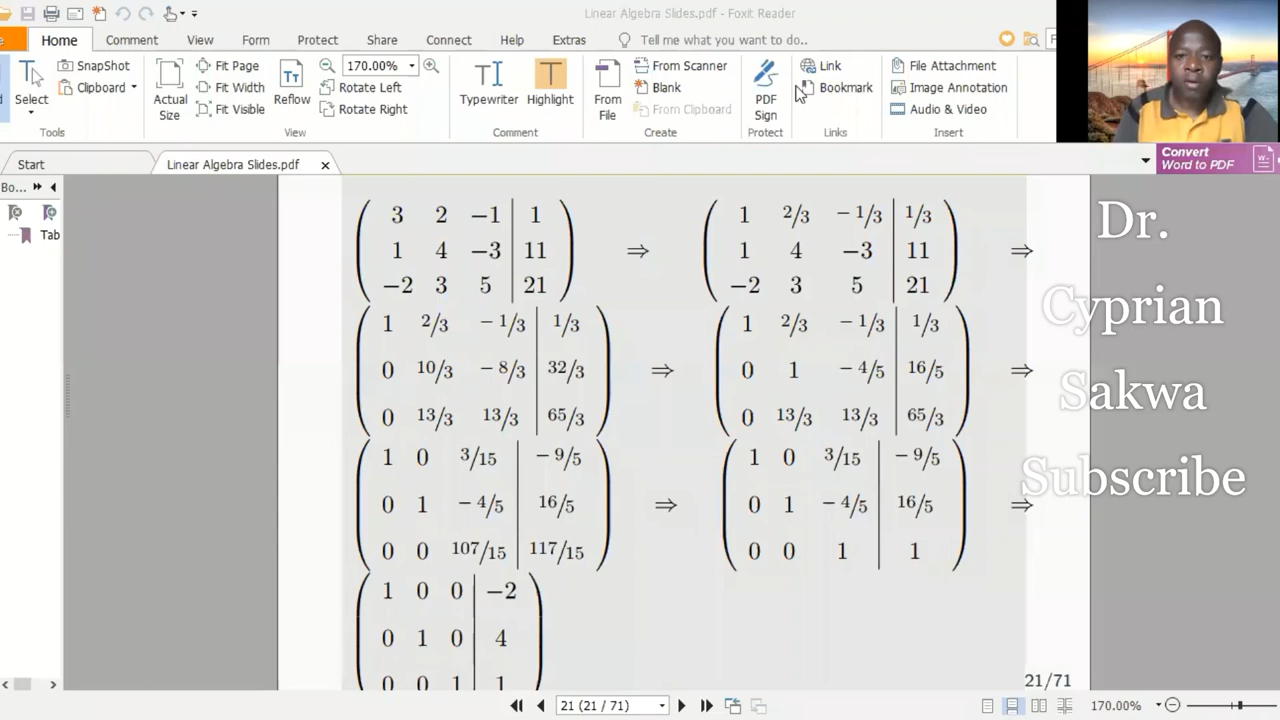 Linear Algebra Slides.pdf - Foxit Reader
Home Comment View Form Protect Share Connect Help Extras Tell me what you want to do..
Select
SnapShot
Clipboard
Tools
Actual Size
Fit Page
Fit Width
Fit Visible
Reflow
170.00%
Rotate Left
Rotate Right
View
Typewriter
Highlight
Comment
From File
From Scanner
Blank
From Clipboard
Create
PDF Sign
Protect
Link
Bookmark
Links
File Attachment
Image Annotation
Audio & Video
Insert
Start
Linear Algebra Slides.pdf
Convert
Word to PDF
Bo...
Tab
3 2 −1 | 1 ⇒ 1 2/3 −1/3 | 1/3 ⇒
1 4 −3 | 11 1 4 −3 | 11
−2 3 5 | 21 −2 3 5 | 21
1 2/3 −1/3 | 1/3 ⇒ 1 2/3 −1/3 | 1/3 ⇒
0 10/3 −8/3 | 32/3 0 1 −4/5 | 16/5
0 13/3 13/3 | 65/3 0 13/3 13/3 | 65/3
1 0 3/15 | −9/5 ⇒ 1 0 3/15 | −9/5 ⇒
0 1 −4/5 | 16/5 0 1 −4/5 | 16/5
0 0 107/15 | 117/15 0 0 1 | 1
1 0 0 | −2
0 1 0 | 4
0 0 1 | 1
21/71
Dr.
Cyprian
Sakwa
Subscribe
21 (21 / 71)
170.00%